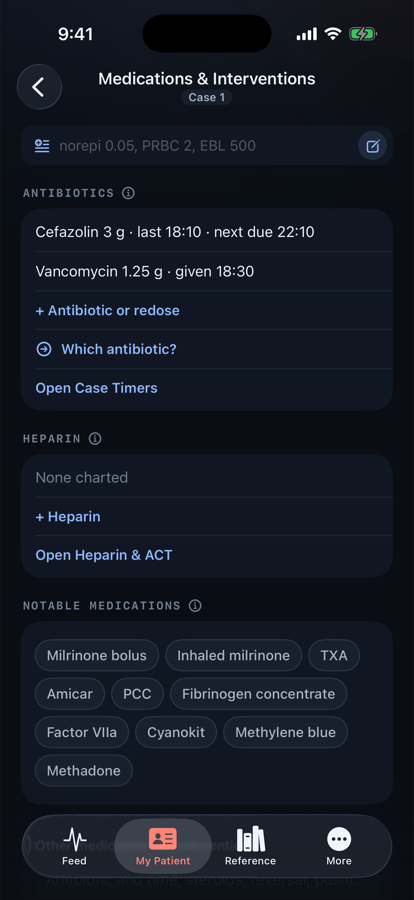 9:41
Medications & Interventions
Case 1
norepi 0.05, PRBC 2, EBL 500
ANTIBIOTICS
Cefazolin 3 g · last 18:10 · next due 22:10
Vancomycin 1.25 g · given 18:30
+ Antibiotic or redose
Which antibiotic?
Open Case Timers
HEPARIN
None charted
+ Heparin
Open Heparin & ACT
NOTABLE MEDICATIONS
Milrinone bolus Inhaled milrinone TXA
Amicar PCC Fibrinogen concentrate
Factor VIIa Cyanokit Methylene blue
Methadone
Feed My Patient Reference More